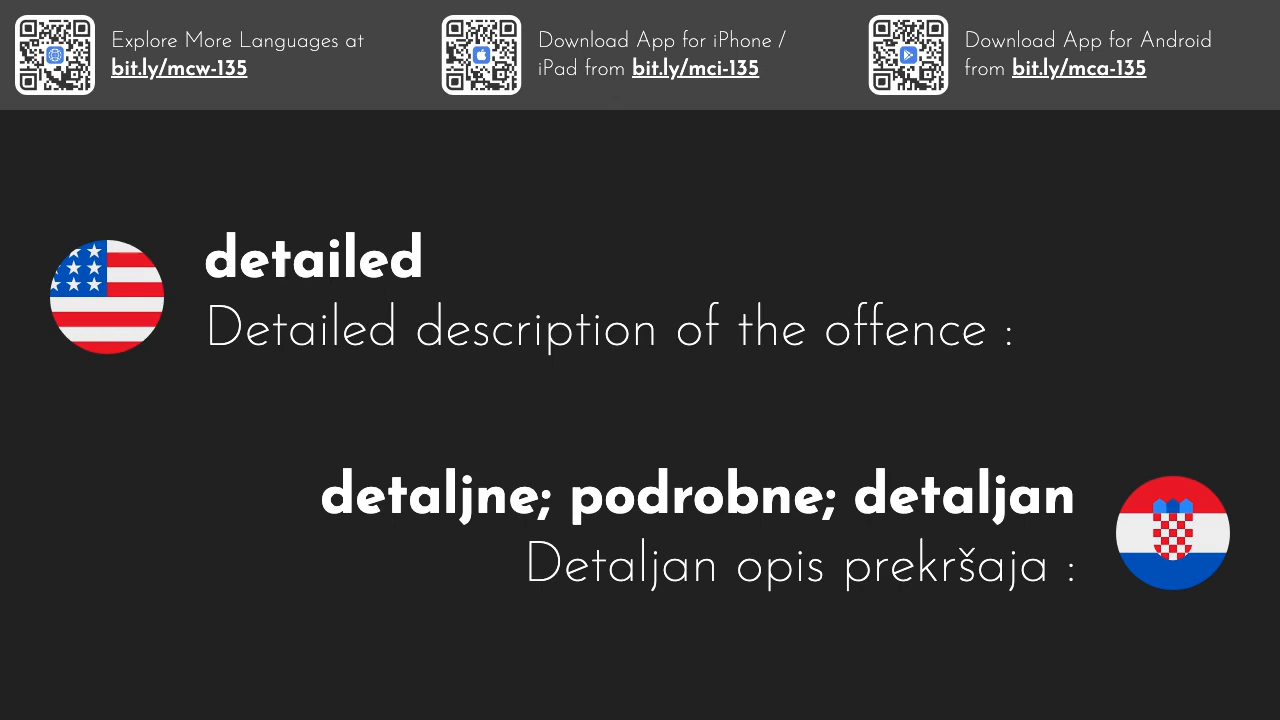 Explore More Languages at
bit.ly/mcw-135
Download App for iPhone /
iPad from bit.ly/mci-135
Download App for Android
from bit.ly/mca-135
detailed
Detailed description of the offence :
detaljne; podrobne; detaljan
Detaljan opis prekršaja :